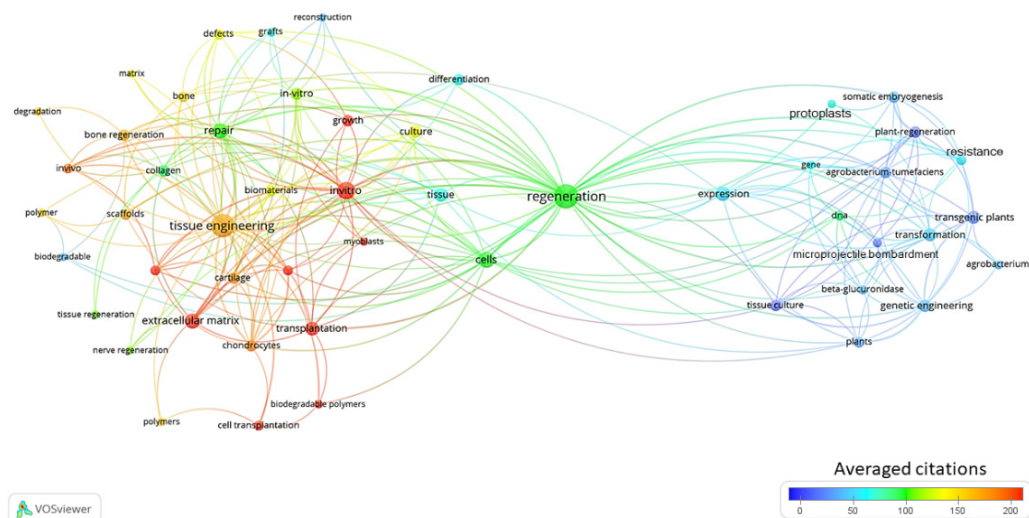 reconstruction
grafts
defects
matrix
differentiation
bone
in-vitro
degradation
growth
bone regeneration
repair
culture
invivo
collagen
biomaterials
invitro
tissue
polymer
scaffolds
tissue engineering
myoblasts
biodegradable
cells
cartilage
tissue regeneration
extracellular matrix
transplantation
nerve regeneration
chondrocytes
biodegradable polymers
polymers
cell transplantation
regeneration
somatic embryogenesis
protoplasts
plant-regeneration
resistance
gene
agrobacterium-tumefaciens
expression
dna
transgenic plants
transformation
microprojectile bombardment
agrobacterium
beta-glucuronidase
tissue culture
genetic engineering
plants
Averaged citations
0 50 100 150 200
VOSviewer